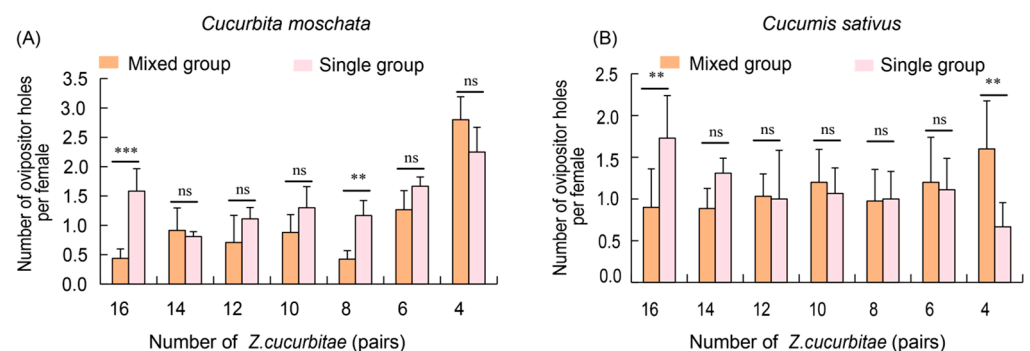 Cucurbita moschata
(A)
Mixed group Single group
Number of ovipositor holes
per female
3.5
3.0
2.5
2.0
1.5
1.0
0.5
0.0
*** ns ns ns ** ns ns
16 14 12 10 8 6 4
Number of Z.cucurbitae (pairs)
Cucumis sativus
(B)
Mixed group Single group
Number of ovipositor holes
per female
2.5
2.0
1.5
1.0
0.5
0.0
** ns ns ns ns ns **
16 14 12 10 8 6 4
Number of Z.cucurbitae (pairs)